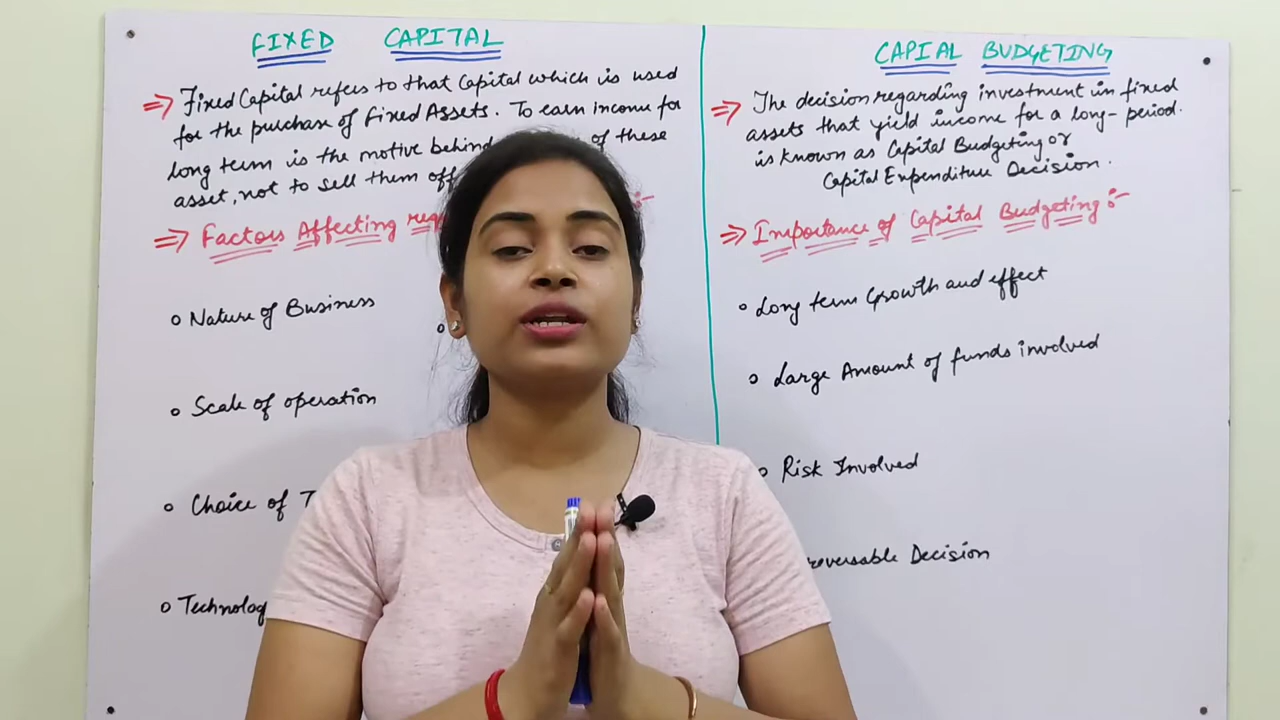 FIXED CAPITAL
⇒ Fixed Capital refers to that Capital which is used
for the purchase of Fixed Assets. To earn income for
long term is the motive behind of these
asset, not to sell them off
⇒ Factors Affecting :-
o Nature of Business
o
o Scale of operation
o Choice of
o
CAPIAL BUDGETING
⇒ The decision regarding investment in fixed
assets that yield income for a long-period.
is known as Capital Budgeting or
Capital Expenditure Decision.
⇒ Importance of Capital Budgeting :-
o Long term Growth and effect
o Large Amount of funds involved
o Risk Involved
Decision